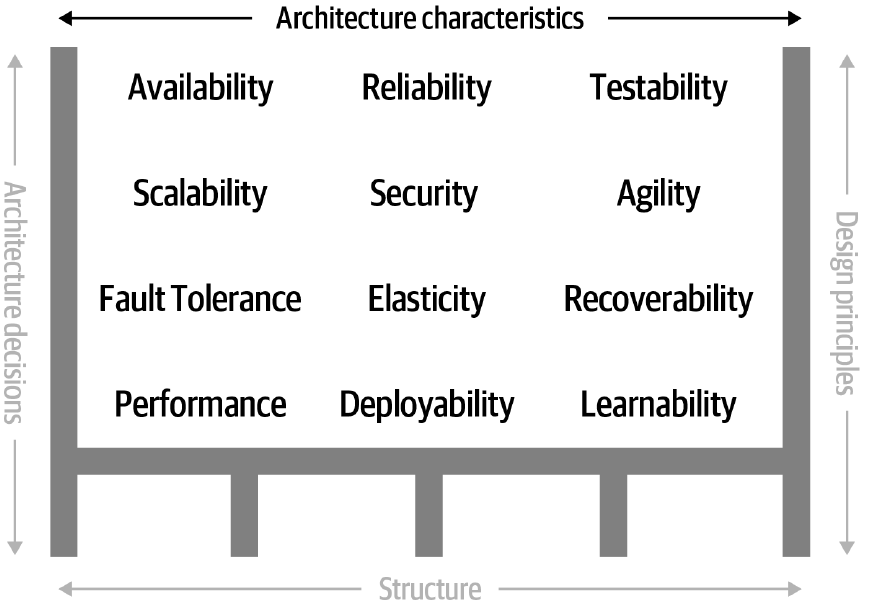 Architecture characteristics
Availability Reliability Testability
Scalability Security Agility
Fault Tolerance Elasticity Recoverability
Performance Deployability Learnability
Architecture decisions
Design principles
Structure